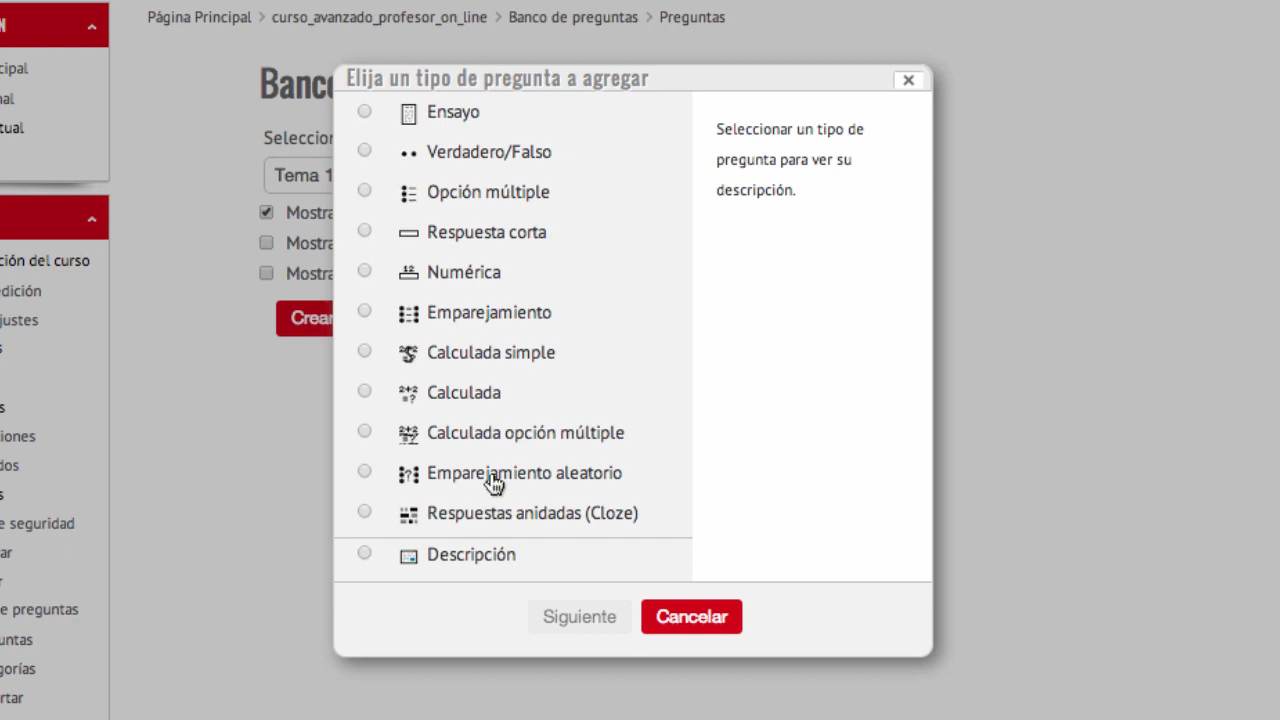 Página Principal > curso_avanzado_profesor_on_line > Banco de preguntas > Preguntas
N
cipal
nal
tual
ción del curso
edición
justes
s
s
iones
dos
s
e seguridad
ar
r
e preguntas
untas
gorías
rtar
Banco
Seleccion
Tema 1
Mostra
Mostra
Mostra
Crear
Elija un tipo de pregunta a agregar
Ensayo
Verdadero/Falso
Opción múltiple
Respuesta corta
Numérica
Emparejamiento
Calculada simple
Calculada
Calculada opción múltiple
Emparejamiento aleatorio
Respuestas anidadas (Cloze)
Descripción
Seleccionar un tipo de
pregunta para ver su
descripción.
Siguiente
Cancelar